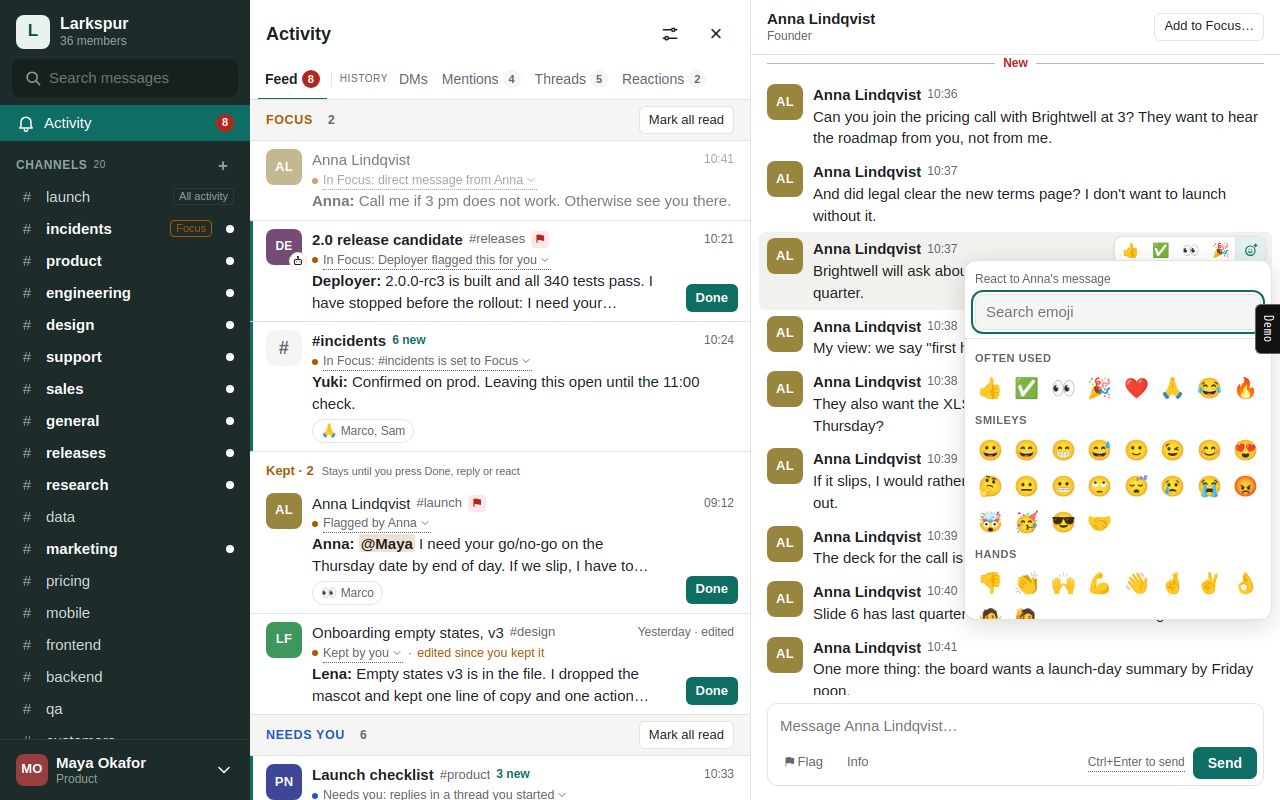 L
Larkspur
36 members
Search messages
Activity
8
CHANNELS 20
+
# launch
All activity
# incidents
Focus
# product
# engineering
# design
# support
# sales
# general
# releases
# research
# data
# marketing
# pricing
# mobile
# frontend
# backend
# qa
MO
Maya Okafor
Product
Activity
Feed 8
HISTORY
DMs
Mentions 4
Threads 5
Reactions 2
FOCUS 2
Mark all read
AL
Anna Lindqvist
10:41
In Focus: direct message from Anna
Anna: Call me if 3 pm does not work. Otherwise see you there.
DE
2.0 release candidate #releases
10:21
In Focus: Deployer flagged this for you
Deployer: 2.0.0-rc3 is built and all 340 tests pass. I
have stopped before the rollout: I need your…
Done
#
#incidents 6 new
10:24
In Focus: #incidents is set to Focus
Yuki: Confirmed on prod. Leaving this open until the 11:00
check.
🙏 Marco, Sam
Kept · 2 Stays until you press Done, reply or react
AL
Anna Lindqvist #launch
09:12
Flagged by Anna
Anna: @Maya I need your go/no-go on the
Thursday date by end of day. If we slip, I have to…
Done
👀 Marco
LF
Onboarding empty states, v3 #design
Yesterday · edited
Kept by you · edited since you kept it
Lena: Empty states v3 is in the file. I dropped the
mascot and kept one line of copy and one action…
Done
NEEDS YOU 6
Mark all read
PN
Launch checklist #product 3 new
10:33
Needs you: replies in a thread you started
Anna Lindqvist
Founder
Add to Focus…
New
AL
Anna Lindqvist 10:36
Can you join the pricing call with Brightwell at 3? They want to hear
the roadmap from you, not from me.
AL
Anna Lindqvist 10:37
And did legal clear the new terms page? I don't want to launch
without it.
AL
Anna Lindqvist 10:37
Brightwell will ask abou
quarter.
AL
Anna Lindqvist 10:38
My view: we say "first h
AL
Anna Lindqvist 10:38
They also want the XLS
Thursday?
AL
Anna Lindqvist 10:39
If it slips, I would rather
out.
AL
Anna Lindqvist 10:39
The deck for the call is
AL
Anna Lindqvist 10:40
Slide 6 has last quarter
AL
Anna Lindqvist 10:41
One more thing: the board wants a launch-day summary by Friday
noon.
React to Anna's message
Search emoji
OFTEN USED
SMILEYS
HANDS
Demo
Message Anna Lindqvist…
Flag
Info
Ctrl+Enter to send
Send